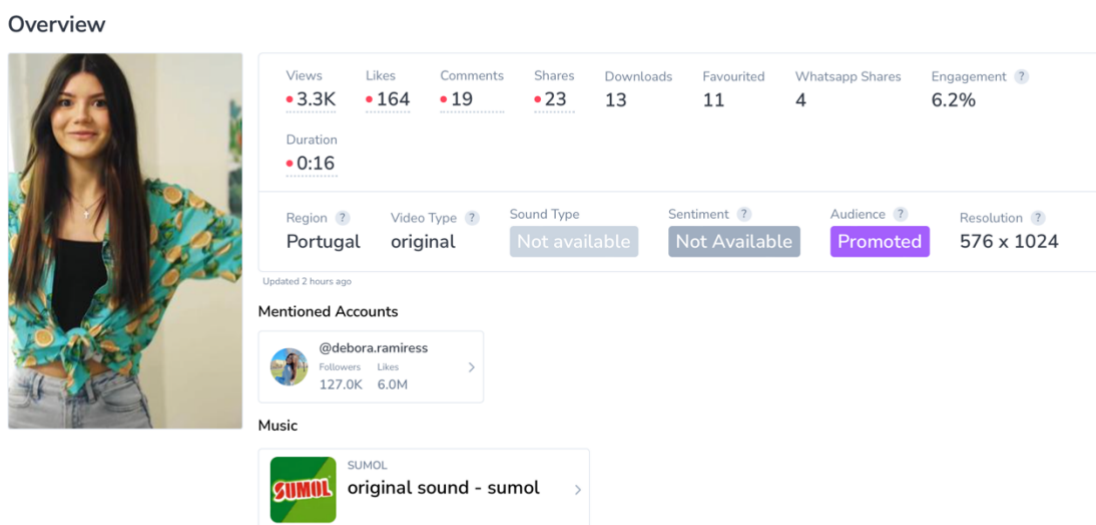 Overview
Views Likes Comments Shares Downloads Favourited Whatsapp Shares Engagement ?
3.3K 164 19 23 13 11 4 6.2%
Duration
0:16
Region ? Video Type ? Sound Type Sentiment ? Audience ? Resolution ?
Portugal original Not available Not Available Promoted 576 x 1024
Updated 2 hours ago
Mentioned Accounts
@debora.ramiress
Followers Likes
127.0K 6.0M
Music
SUMOL
SUMOL
original sound - sumol